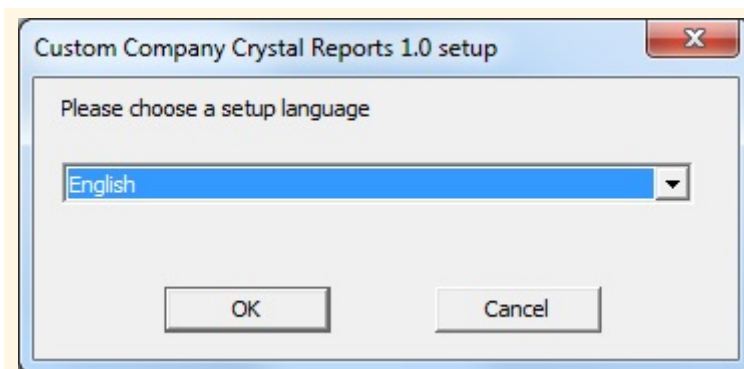 Custom Company Crystal Reports 1.0 setup
Please choose a setup language
English
OK
Cancel